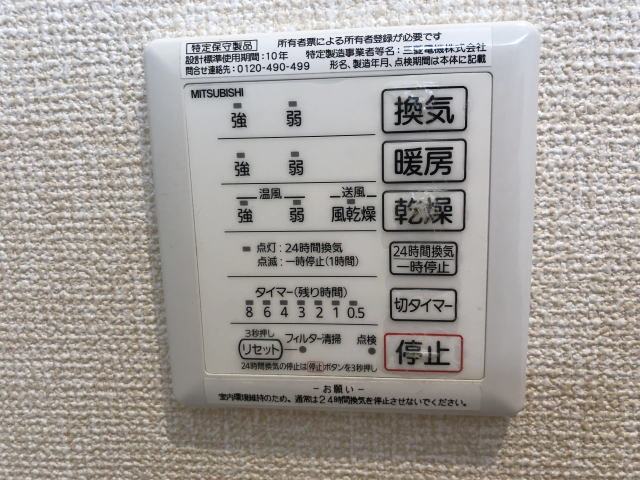 特定保守製品 所有者票による所有者登録が必要です
設計標準使用期間：10年 特定製造事業者等名：三菱電機株式会社
問合せ連絡先：0120-490-499 形名、製造年月、点検期間は本体に記載
MITSUBISHI
強 弱 換気
強 弱 暖房
温風 送風
強 弱 風乾燥 乾燥
点灯：24時間換気 24時間換気
点滅：一時停止(1時間) 一時停止
タイマー(残り時間) 切タイマー
8 6 4 3 2 1 0.5
3秒押し
リセット フィルター清掃 点検 停止
24時間換気の停止は停止ボタンを3秒押し
－お願い－
室内環境維持のため、通常は24時間換気を停止させないでください。